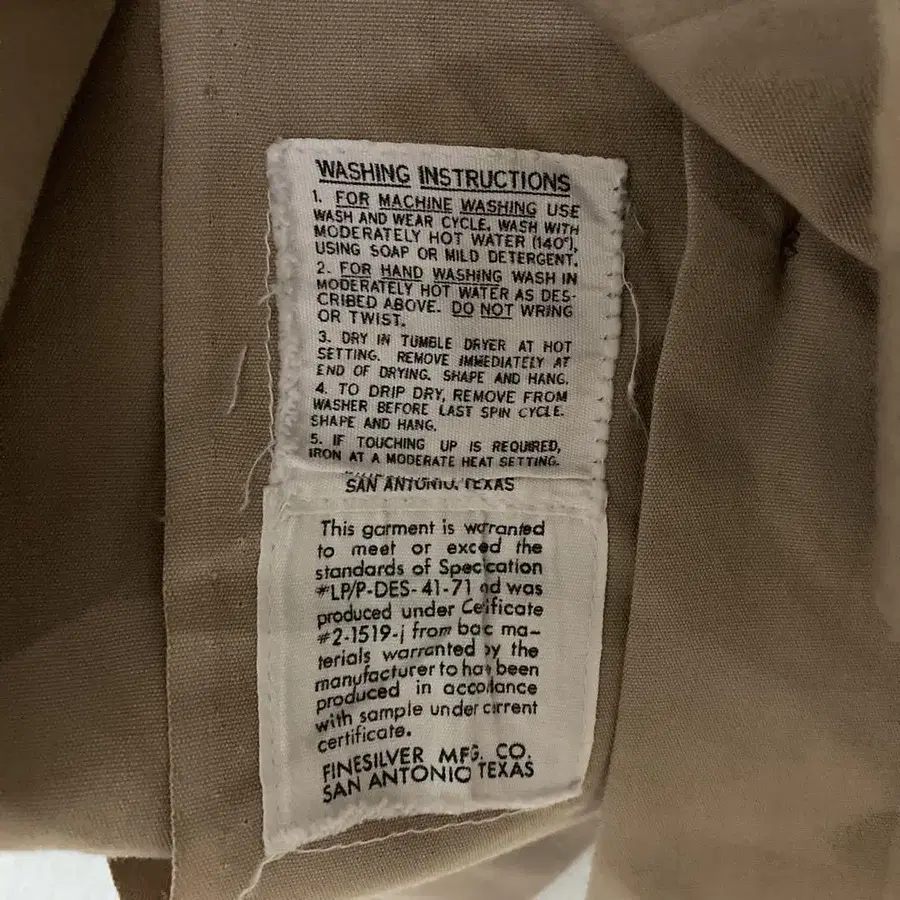 WASHING INSTRUCTIONS
1. FOR MACHINE WASHING USE
WASH AND WEAR CYCLE. WASH WITH
MODERATELY HOT WATER (140°),
USING SOAP OR MILD DETERGENT.
2. FOR HAND WASHING WASH IN
MODERATELY HOT WATER AS DES-
CRIBED ABOVE. DO NOT WRING
OR TWIST.
3. DRY IN TUMBLE DRYER AT HOT
SETTING. REMOVE IMMEDIATELY AT
END OF DRYING. SHAPE AND HANG.
4. TO DRIP DRY, REMOVE FROM
WASHER BEFORE LAST SPIN CYCLE.
SHAPE AND HANG.
5. IF TOUCHING UP IS REQUIRED,
IRON AT A MODERATE HEAT SETTING.
SAN ANTONIO, TEXAS
This garment is warranted
to meet or exceed the
standards of Specification
#LP/P-DES-41-71 and was
produced under Certificate
#2-1519-j from basic ma-
terials warranted by the
manufacturer to have been
produced in accordance
with sample under current
certificate.
FINESILVER MFG. CO.
SAN ANTONIO TEXAS